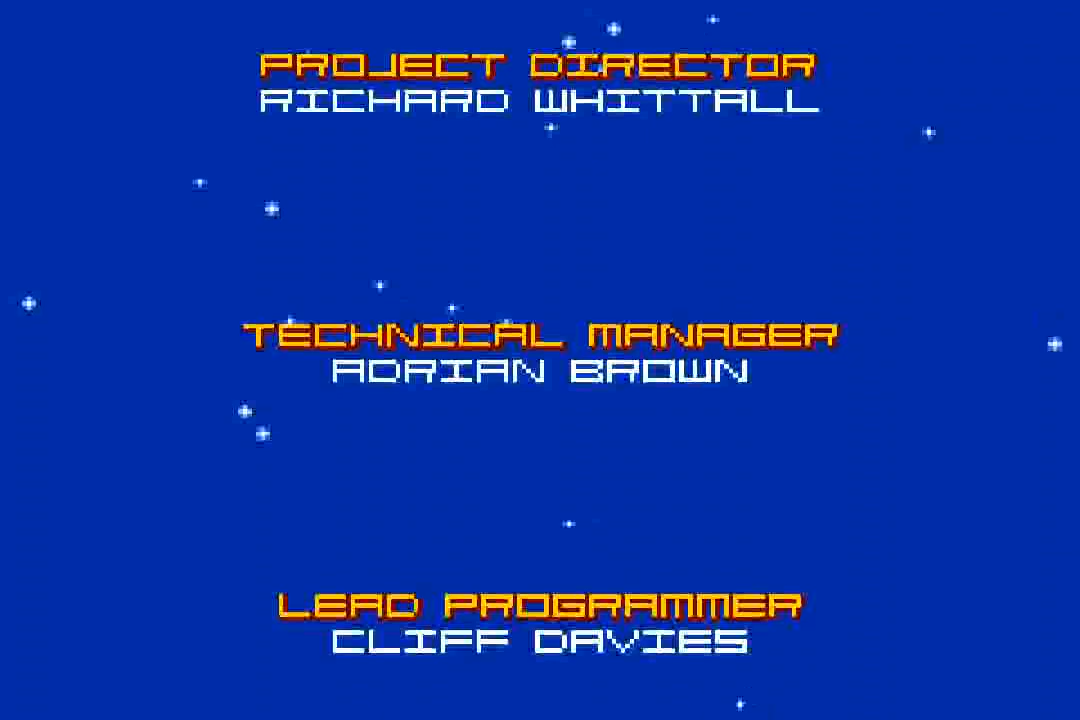 PROJECT DIRECTOR
RICHARD WHITTALL
TECHNICAL MANAGER
ADRIAN BROWN
LEAD PROGRAMMER
CLIFF DAVIES